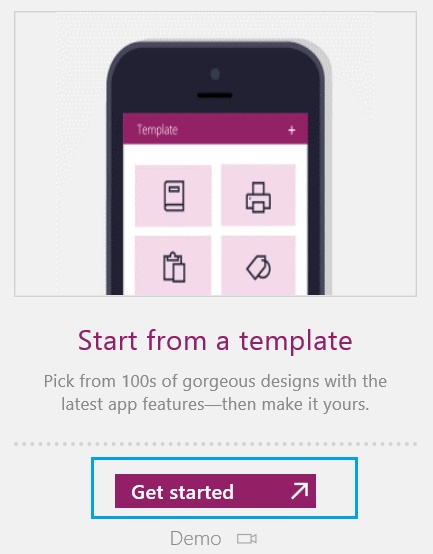 Template +
Start from a template
Pick from 100s of gorgeous designs with the
latest app features—then make it yours.
Get started
Demo